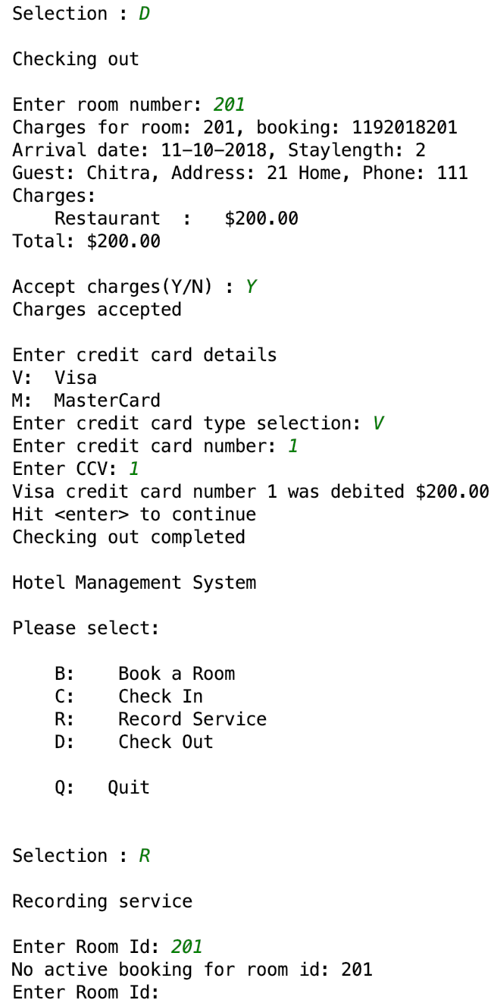 Selection : D
Checking out
Enter room number: 201
Charges for room: 201, booking: 1192018201
Arrival date: 11-10-2018, Staylength: 2
Guest: Chitra, Address: 21 Home, Phone: 111
Charges:
Restaurant : $200.00
Total: $200.00
Accept charges(Y/N) : Y
Charges accepted
Enter credit card details
V: Visa
M: MasterCard
Enter credit card type selection: V
Enter credit card number: 1
Enter CCV: 1
Visa credit card number 1 was debited $200.00
Hit <enter> to continue
Checking out completed
Hotel Management System
Please select:
B: Book a Room
C: Check In
R: Record Service
D: Check Out
Q: Quit
Selection : R
Recording service
Enter Room Id: 201
No active booking for room id: 201
Enter Room Id: